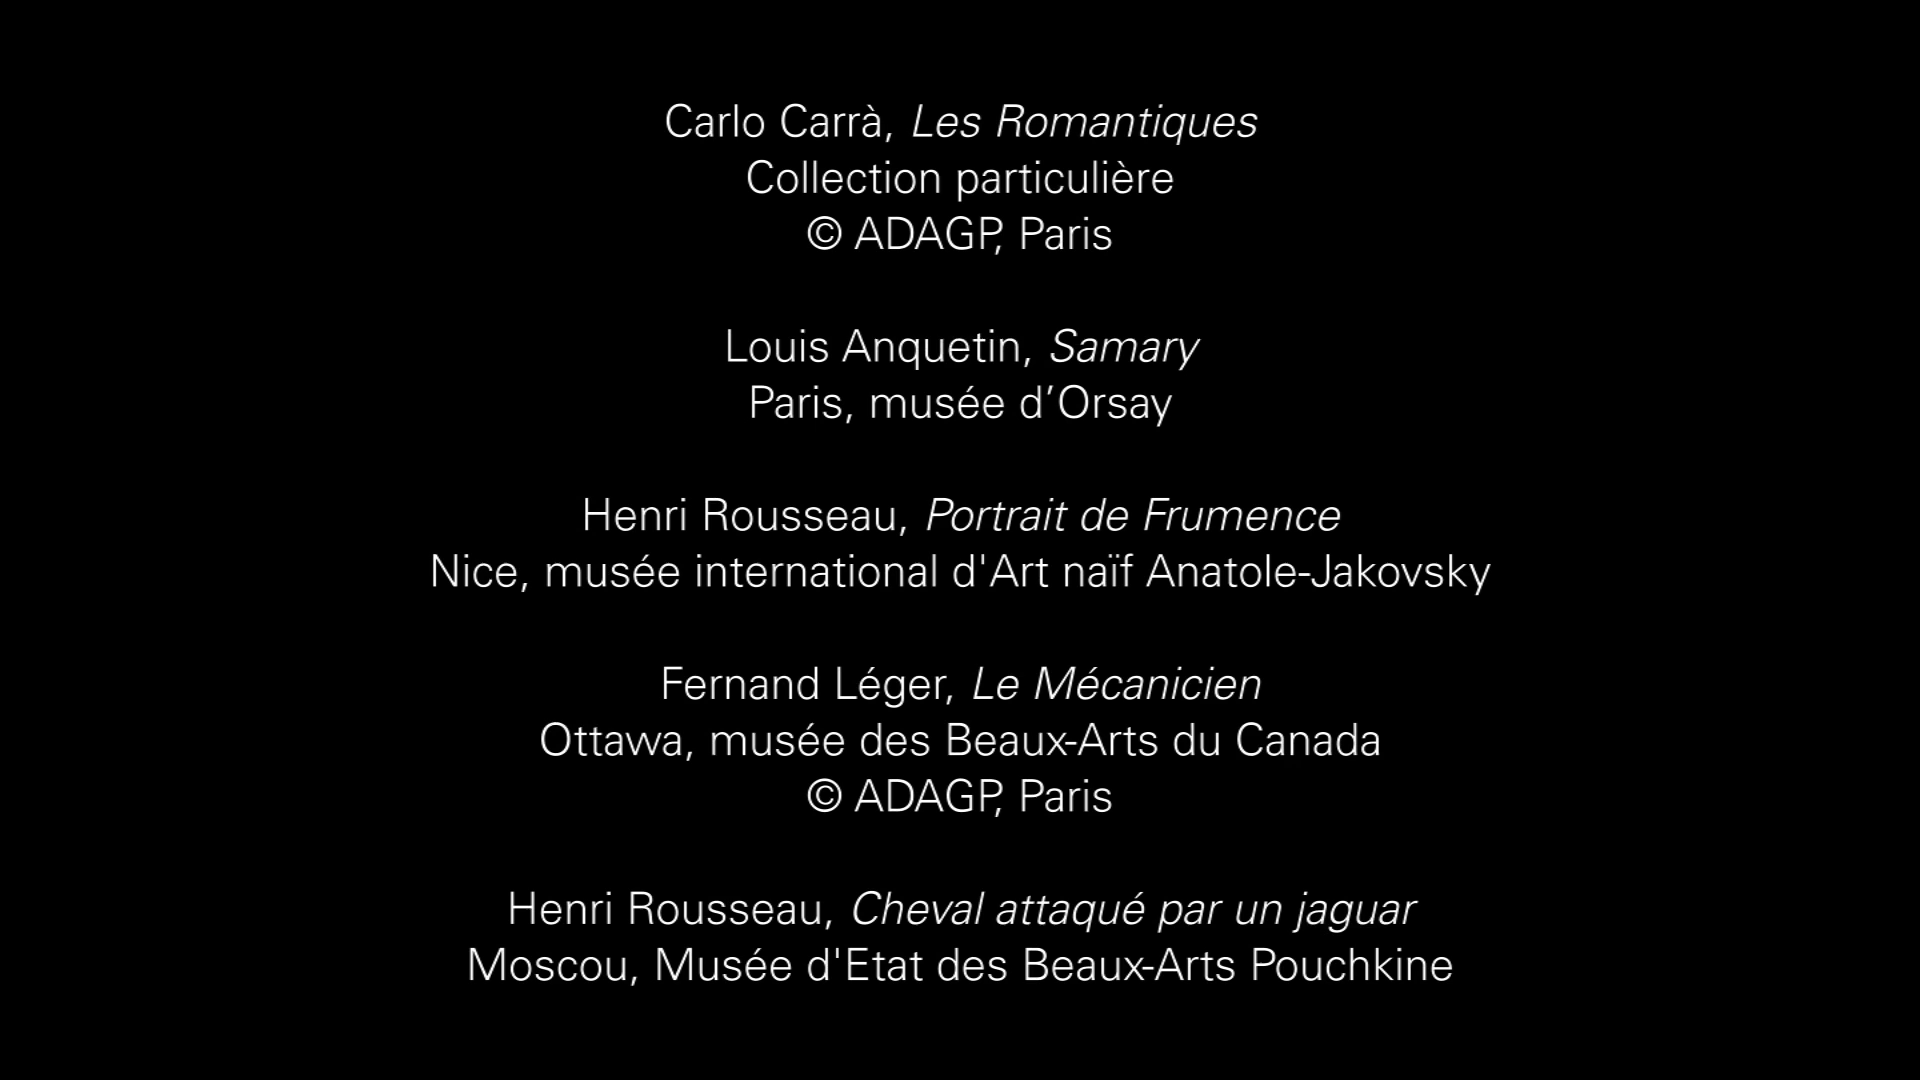 Carlo Carrà, Les Romantiques
Collection particulière
© ADAGP, Paris
Louis Anquetin, Samary
Paris, musée d’Orsay
Henri Rousseau, Portrait de Frumence
Nice, musée international d'Art naïf Anatole-Jakovsky
Fernand Léger, Le Mécanicien
Ottawa, musée des Beaux-Arts du Canada
© ADAGP, Paris
Henri Rousseau, Cheval attaqué par un jaguar
Moscou, Musée d'Etat des Beaux-Arts Pouchkine